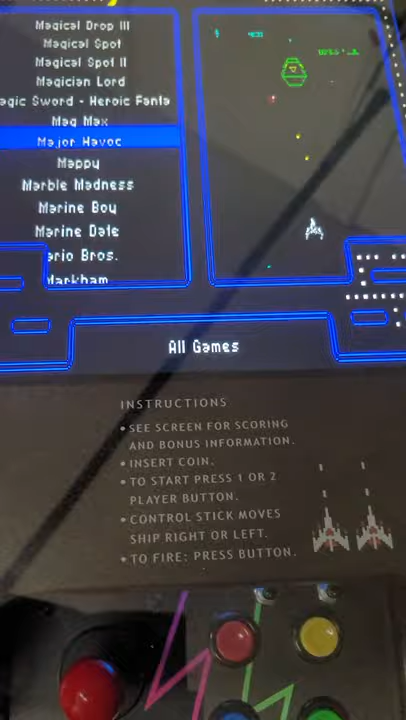 Magical Drop III
Magical Spot
Magical Spot II
Magician Lord
agic Sword - Heroic Fanta
Mag Max
Major Havoc
Mappy
Marble Madness
Marine Boy
Marine Date
ario Bros.
Markham
All Games
INSTRUCTIONS
• SEE SCREEN FOR SCORING
AND BONUS INFORMATION.
• INSERT COIN.
• TO START PRESS 1 OR 2
PLAYER BUTTON.
• CONTROL STICK MOVES
SHIP RIGHT OR LEFT.
• TO FIRE: PRESS BUTTON.